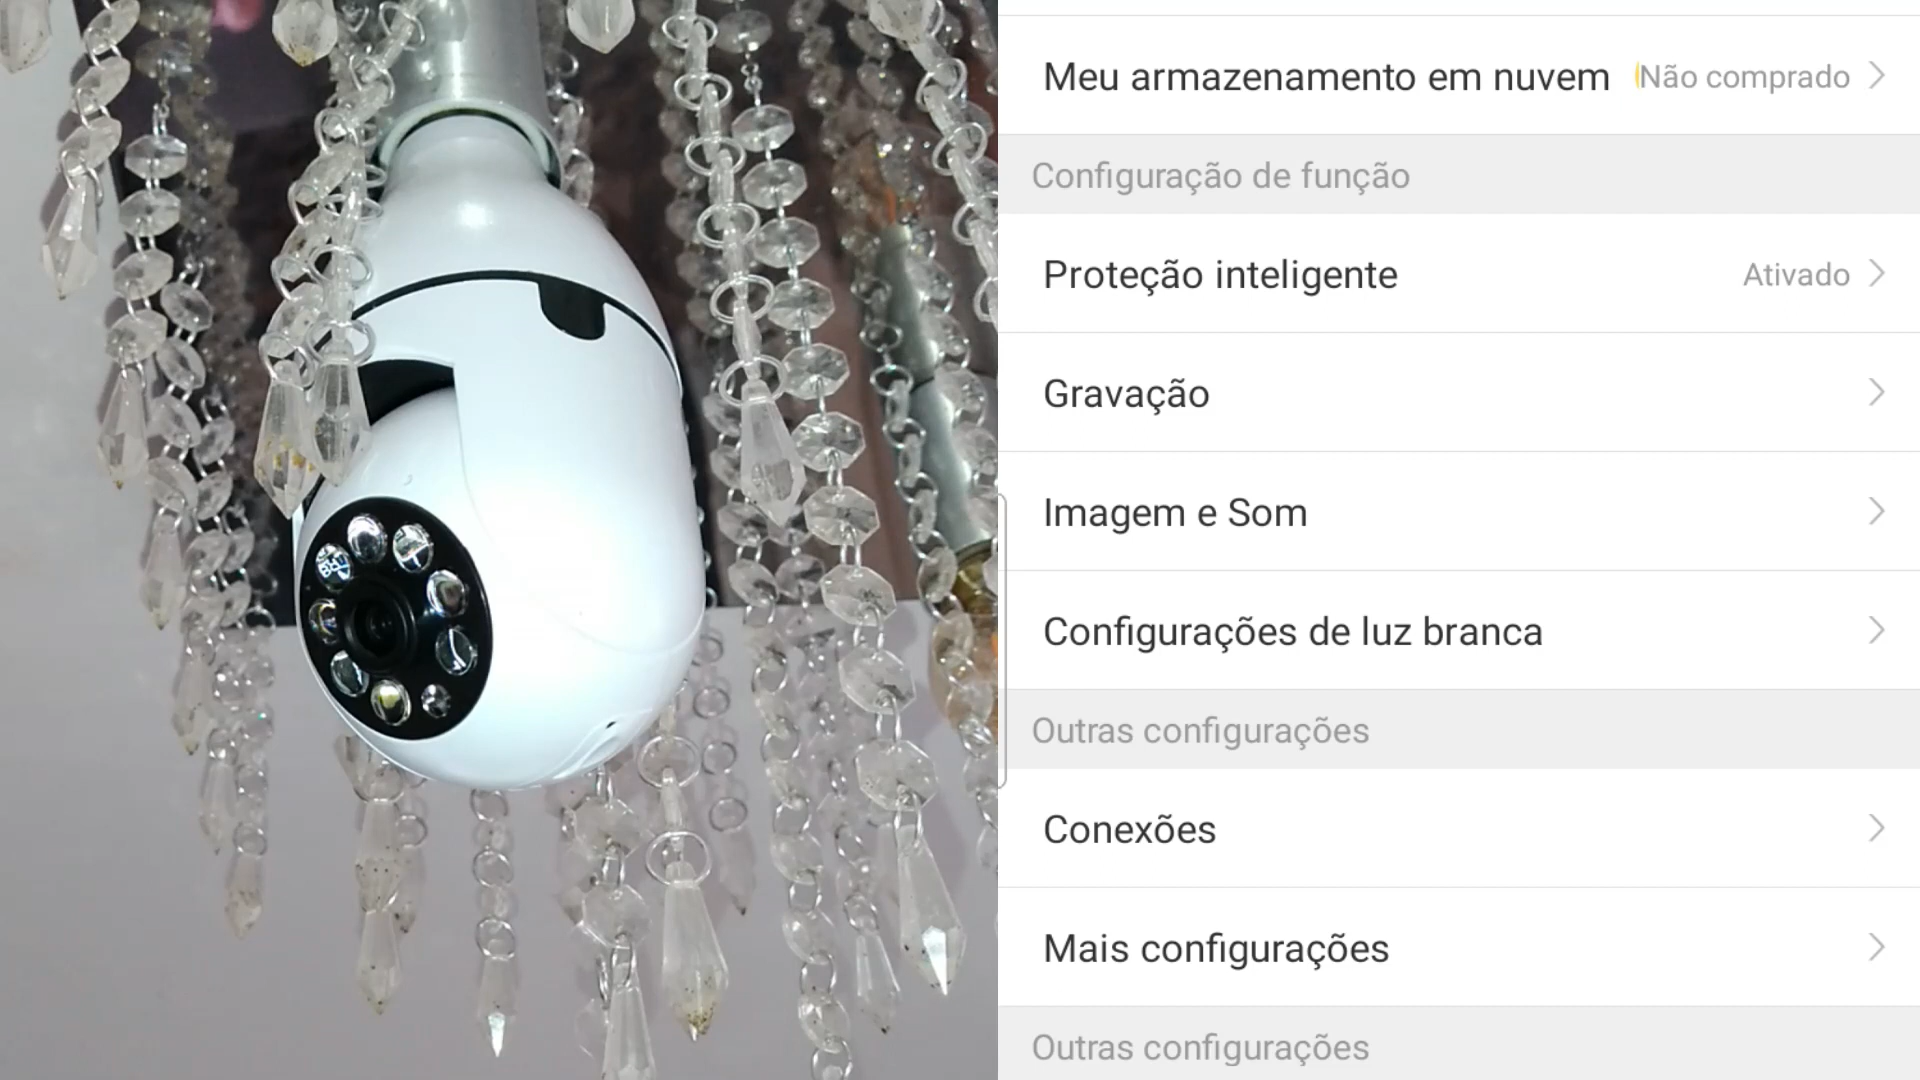 Meu armazenamento em nuvem
Não comprado
Configuração de função
Proteção inteligente
Ativado
Gravação
Imagem e Som
Configurações de luz branca
Outras configurações
Conexões
Mais configurações
Outras configurações